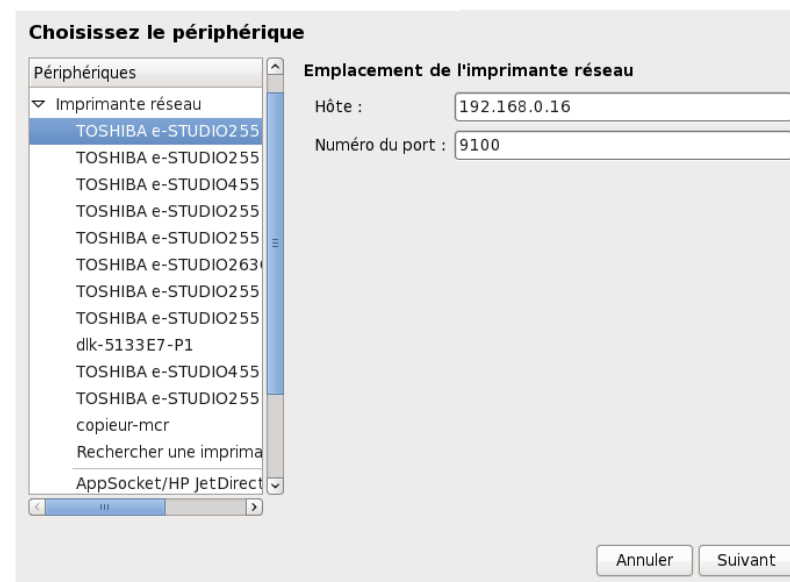 Choisissez le périphérique
Périphériques
Imprimante réseau
TOSHIBA e-STUDIO255
TOSHIBA e-STUDIO255
TOSHIBA e-STUDIO455
TOSHIBA e-STUDIO255
TOSHIBA e-STUDIO255
TOSHIBA e-STUDIO263
TOSHIBA e-STUDIO255
TOSHIBA e-STUDIO255
dlk-5133E7-P1
TOSHIBA e-STUDIO455
TOSHIBA e-STUDIO255
copieur-mcr
Rechercher une imprima
AppSocket/HP JetDirect
Emplacement de l'imprimante réseau
Hôte : 192.168.0.16
Numéro du port : 9100
Annuler Suivant